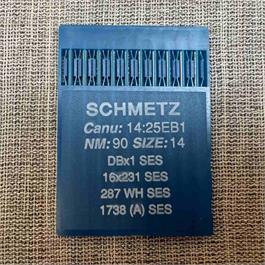 SCHMETZ
Canu: 14:25EB1
NM: 90 SIZE: 14
DBx1 SES
16x231 SES
287 WH SES
1738 (A) SES